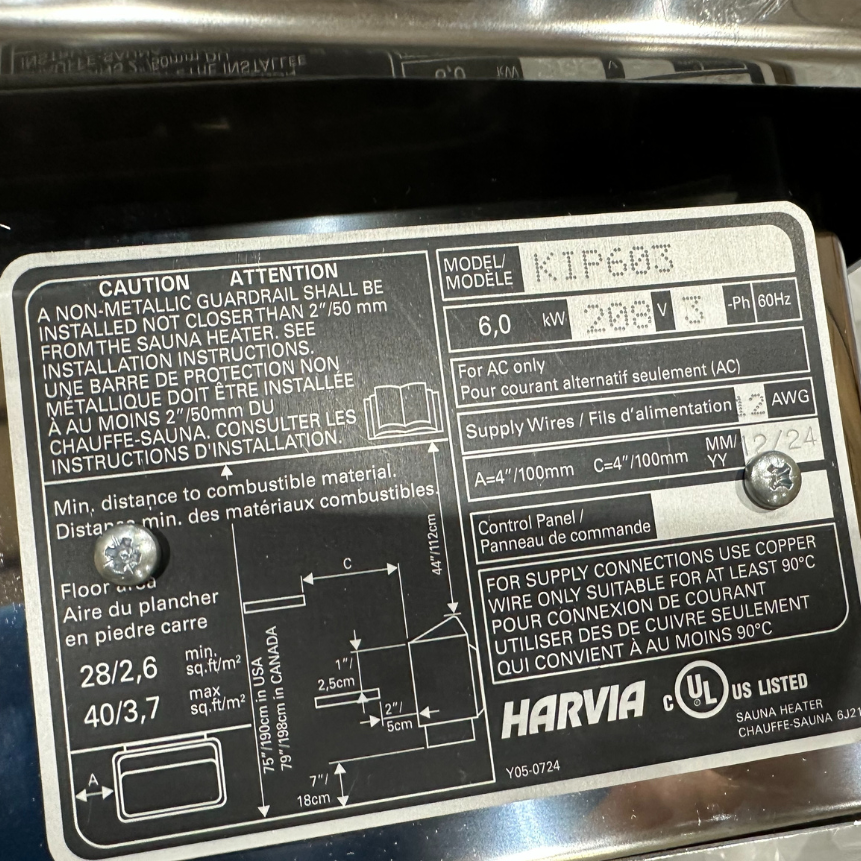 CAUTION ATTENTION
A NON-METALLIC GUARDRAIL SHALL BE
INSTALLED NOT CLOSER THAN 2"/50 mm
FROM THE SAUNA HEATER. SEE
INSTALLATION INSTRUCTIONS.
UNE BARRE DE PROTECTION NON
MÉTALLIQUE DOIT ÊTRE INSTALLÉE
À AU MOINS 2"/50mm DU
CHAUFFE-SAUNA. CONSULTER LES
INSTRUCTIONS D'INSTALLATION.
Min. distance to combustible material.
Distance min. des matériaux combustibles.
Floor area
Aire du plancher
en piedre carre
28/2,6 min. sq.ft/m²
40/3,7 max sq.ft/m²
A
75"/190cm in USA
79"/198cm in CANADA
C
44"/112cm
1"/
2,5cm
2"/
5cm
7"/
18cm
MODEL/
MODÈLE
KIP603
6,0 kW 208 V 3 -Ph 60Hz
For AC only
Pour courant alternatif seulement (AC)
Supply Wires / Fils d'alimentation AWG
A=4"/100mm C=4"/100mm MM/
YY 2/24
Control Panel /
Panneau de commande
FOR SUPPLY CONNECTIONS USE COPPER
WIRE ONLY SUITABLE FOR AT LEAST 90°C
POUR CONNEXION DE COURANT
UTILISER DES DE CUIVRE SEULEMENT
QUI CONVIENT À AU MOINS 90°C
HARVIA C UL US LISTED
SAUNA HEATER
CHAUFFE-SAUNA 6J21
Y05-0724